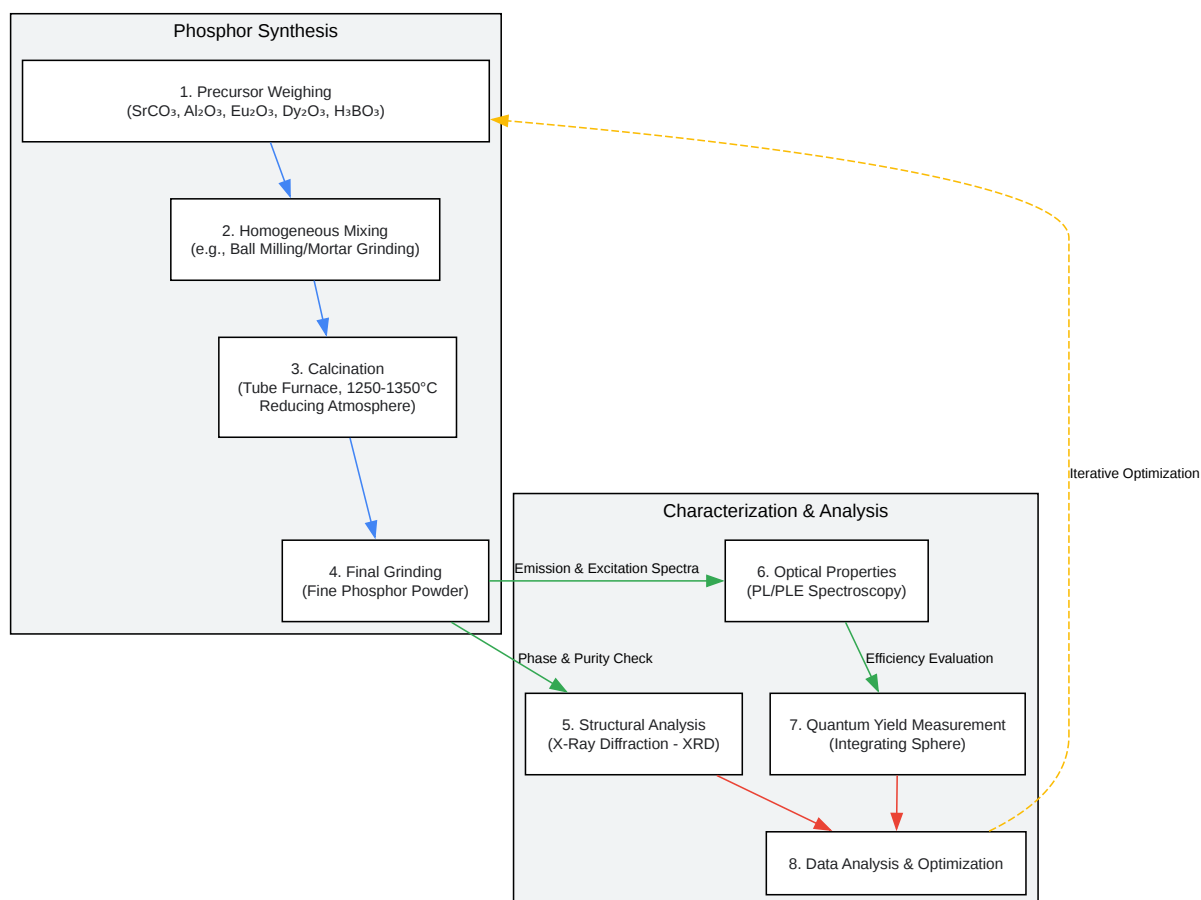 Phosphor Synthesis
1. Precursor Weighing
(SrCO₃, Al₂O₃, Eu₂O₃, Dy₂O₃, H₃BO₃)
2. Homogeneous Mixing
(e.g., Ball Milling/Mortar Grinding)
3. Calcination
(Tube Furnace, 1250-1350°C
Reducing Atmosphere)
Iterative Optimization
Characterization & Analysis
4. Final Grinding
(Fine Phosphor Powder)
Emission & Excitation Spectra
6. Optical Properties
(PL/PLE Spectroscopy)
Phase & Purity Check
Efficiency Evaluation
5. Structural Analysis
(X-Ray Diffraction - XRD)
7. Quantum Yield Measurement
(Integrating Sphere)
8. Data Analysis & Optimization